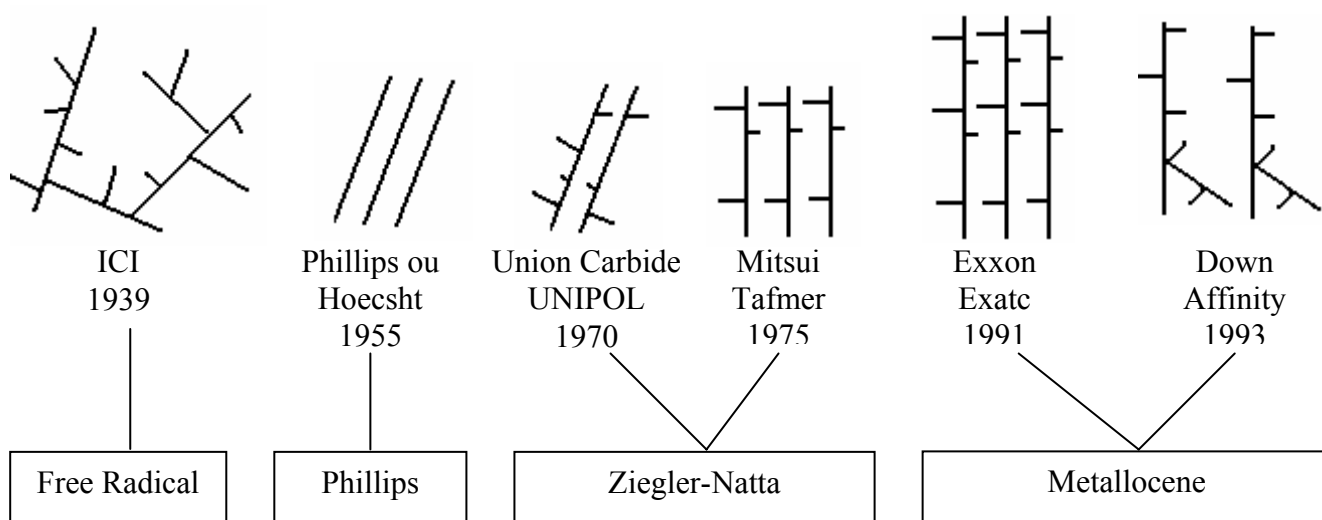 ICI
1939
Phillips ou
Hoecsht
1955
Union Carbide
UNIPOL
1970
Mitsui
Tafmer
1975
Exxon
Exatc
1991
Down
Affinity
1993
Free Radical
Phillips
Ziegler-Natta
Metallocene